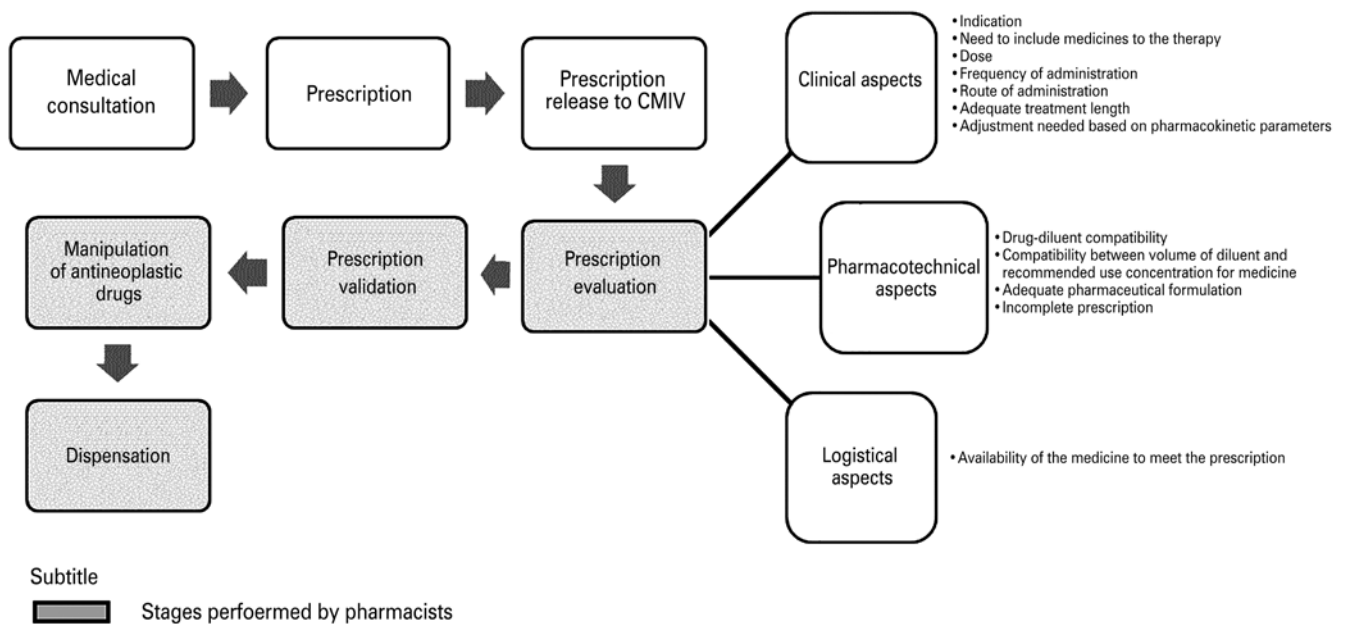 Medical
consultation
Prescription
Prescription
release to CMIV
Clinical aspects
• Indication
• Need to include medicines to the therapy
• Dose
• Frequency of administration
• Route of administration
• Adequate treatment length
• Adjustment needed based on pharmacokinetic parameters
Manipulation
of antineoplastic
drugs
Prescription
validation
Prescription
evaluation
Pharmacotechnical
aspects
• Drug-diluent compatibility
• Compatibility between volume of diluent and
recommended use concentration for medicine
• Adequate pharmaceutical formulation
• Incomplete prescription
Dispensation
Logistical
aspects
• Availability of the medicine to meet the prescription
Subtitle
Stages perfoermed by pharmacists